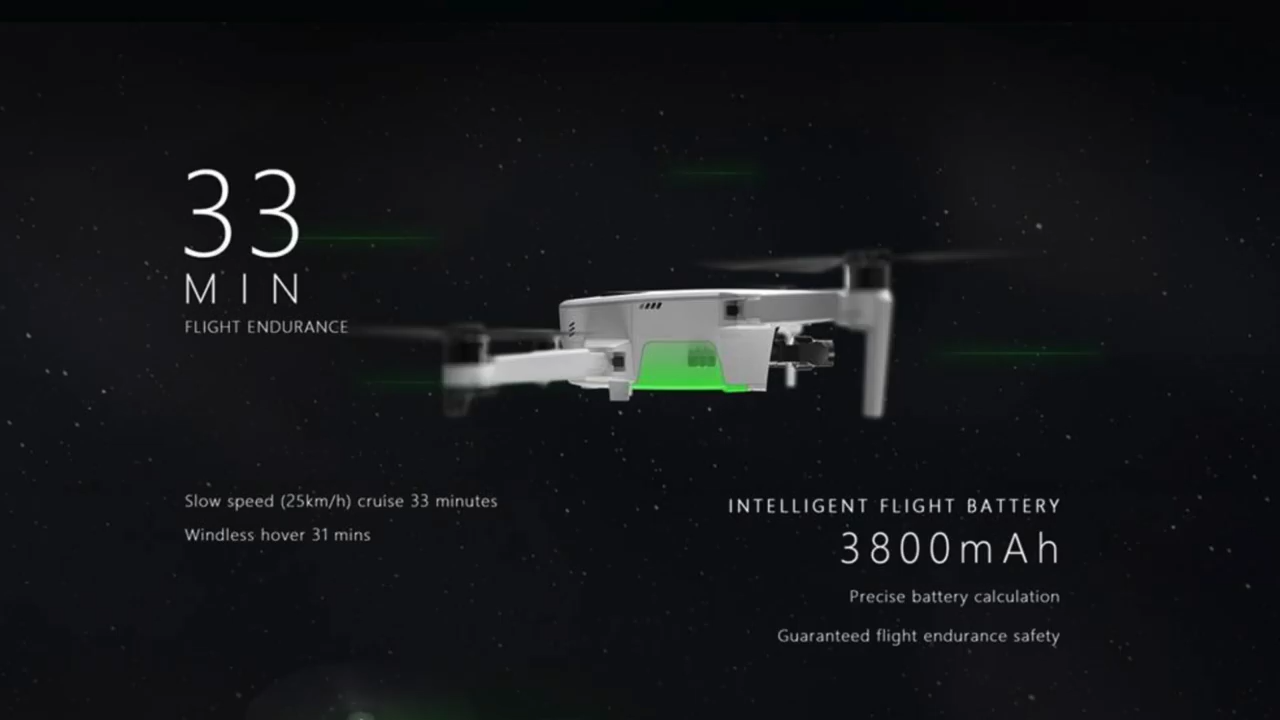 33
MIN
FLIGHT ENDURANCE
Slow speed (25km/h) cruise 33 minutes
Windless hover 31 mins
INTELLIGENT FLIGHT BATTERY
3800mAh
Precise battery calculation
Guaranteed flight endurance safety